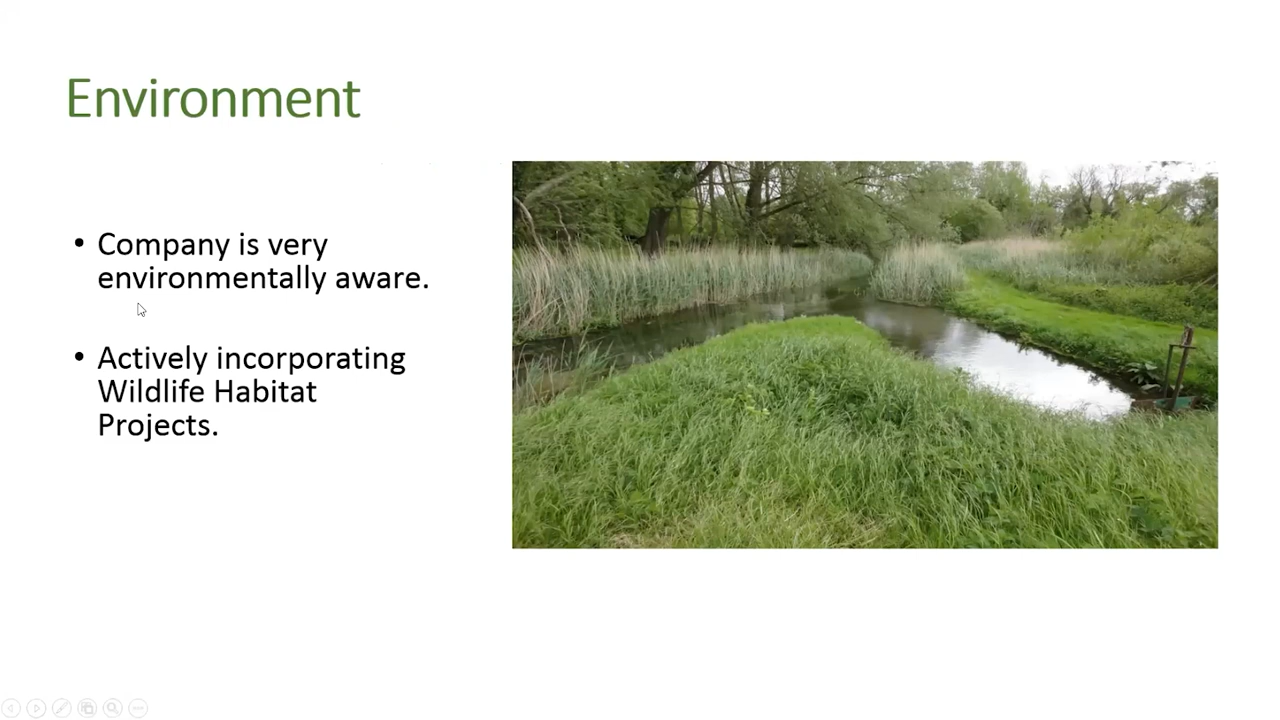 Environment
• Company is very
environmentally aware.
• Actively incorporating
Wildlife Habitat
Projects.